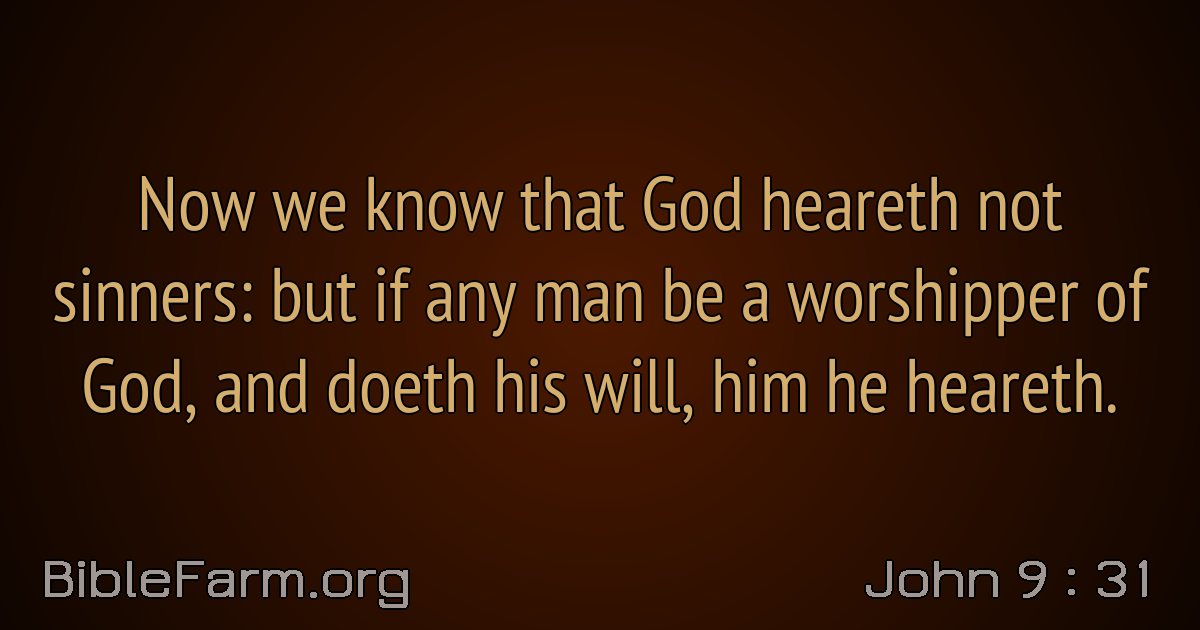 Now we know that God heareth not
sinners: but if any man be a worshipper of
God, and doeth his will, him he heareth.
BibleFarm.org
John 9 : 31